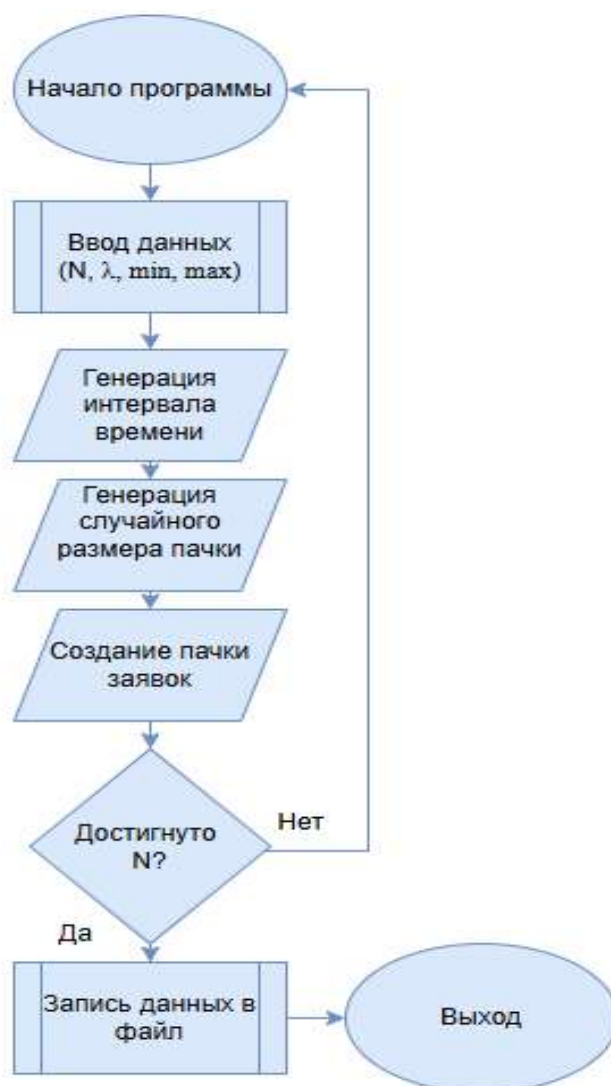 Начало программы
Ввод данных
(N, λ, min, max)
Генерация
интервала
времени
Генерация
случайного
размера пачки
Создание пачки
заявок
Достигнуто
N?
Нет
Да
Запись данных в
файл
Выход